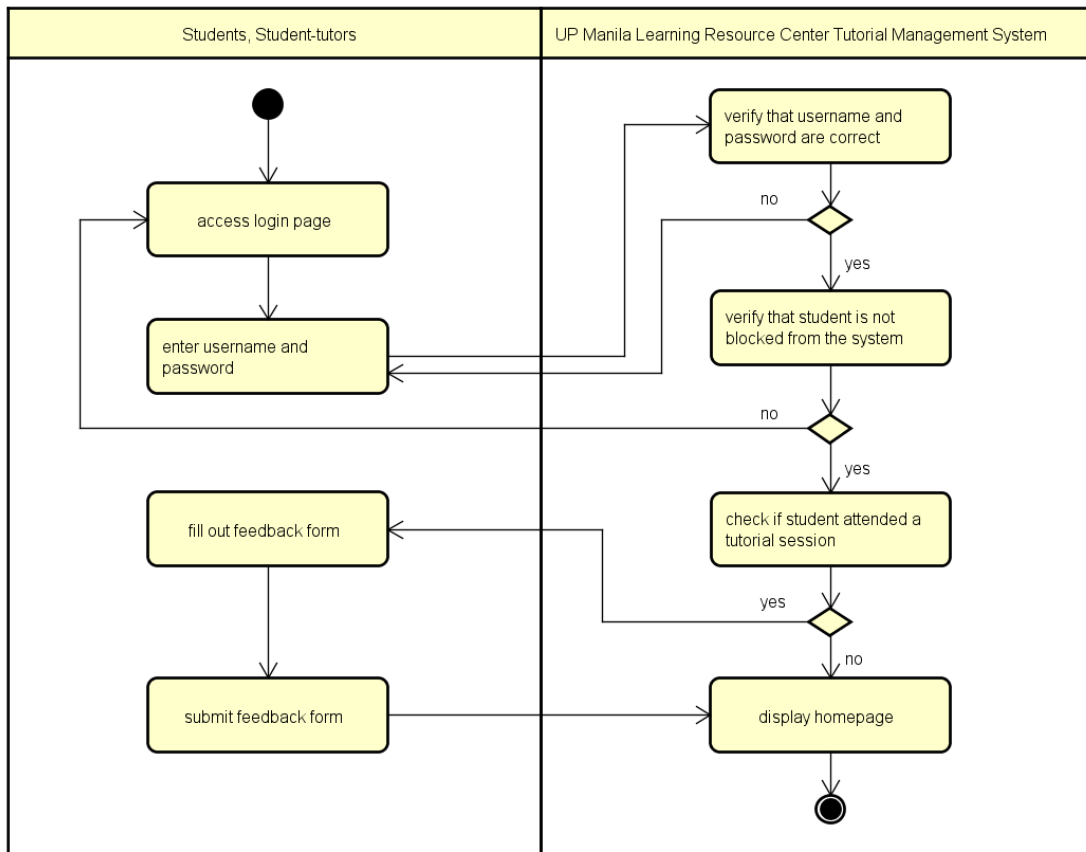 Students, Student-tutors
UP Manila Learning Resource Center Tutorial Management System
verify that username and
password are correct
no
access login page
yes
enter username and
password
verify that student is not
blocked from the system
no
yes
fill out feedback form
check if student attended a
tutorial session
yes
no
submit feedback form
display homepage